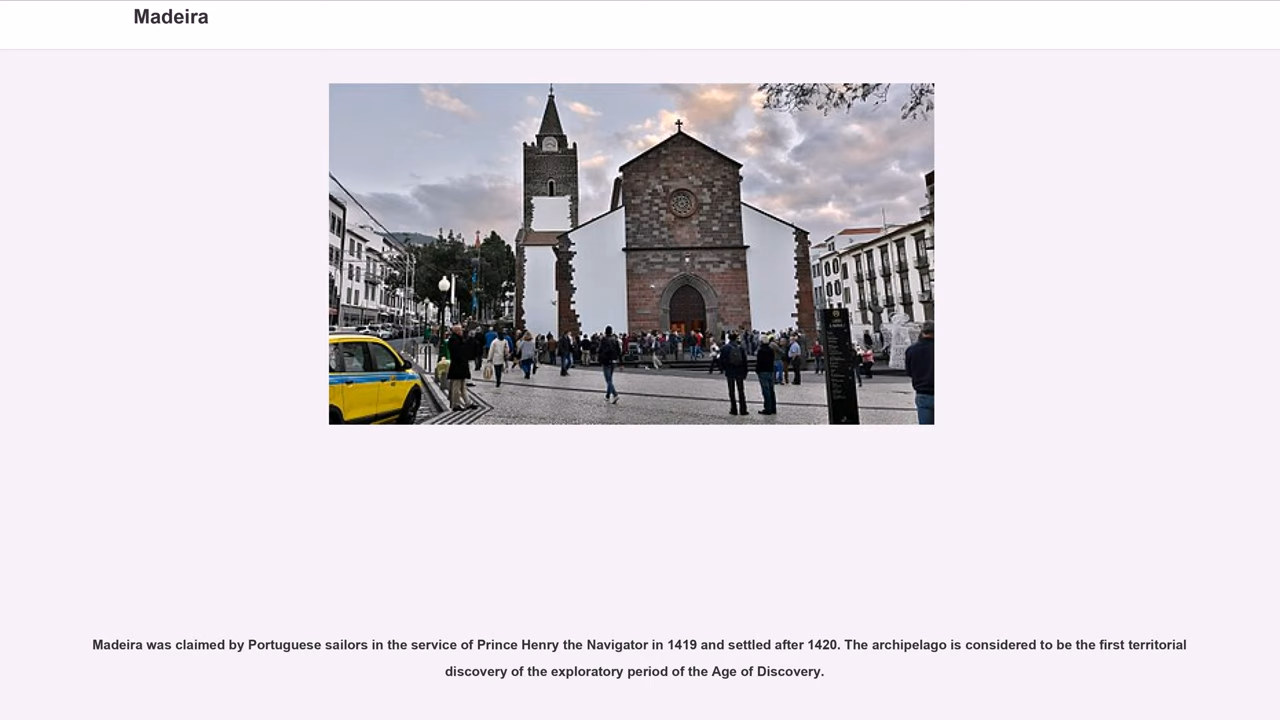 Madeira
Madeira was claimed by Portuguese sailors in the service of Prince Henry the Navigator in 1419 and settled after 1420. The archipelago is considered to be the first territorial
discovery of the exploratory period of the Age of Discovery.